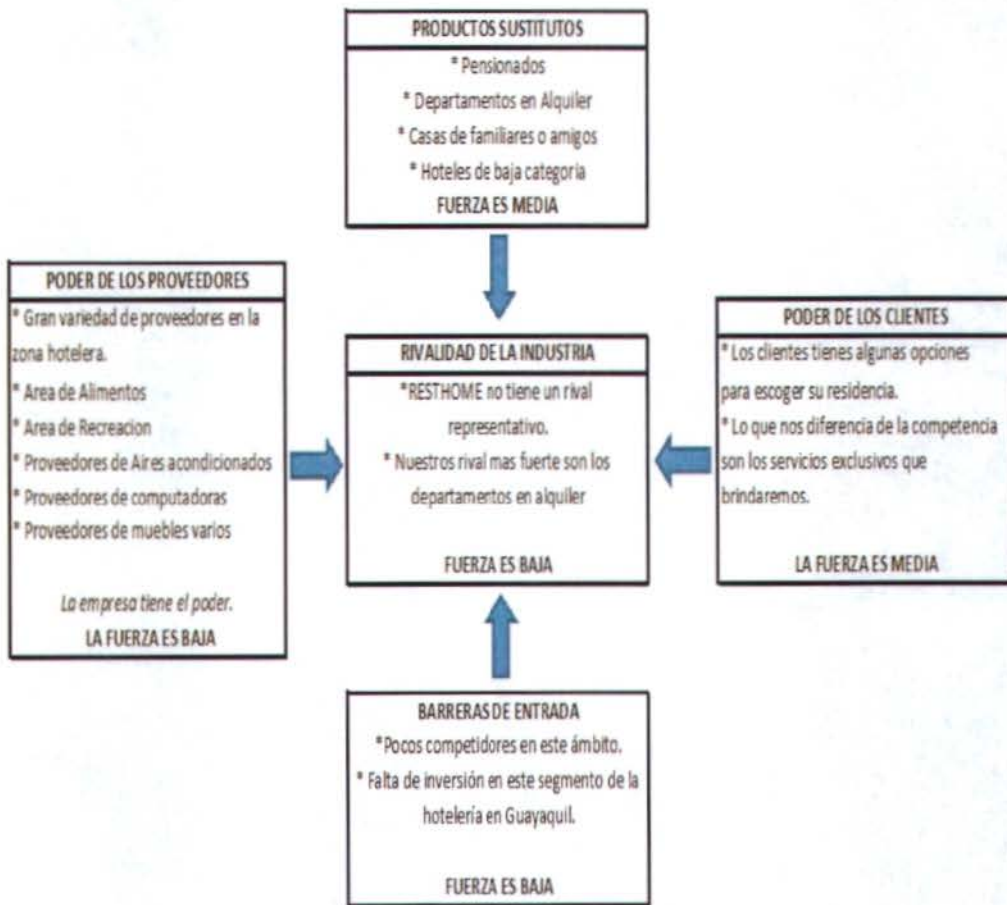 PRODUCTOS SUSTITUTOS
* Pensionados
* Departamentos en Alquiler
* Casas de familiares o amigos
* Hoteles de baja categoria
FUERZA ES MEDIA
PODER DE LOS PROVEEDORES
* Gran variedad de proveedores en la
zona hotelera.
* Area de Alimentos
* Area de Recreacion
* Proveedores de Aires acondicionados
* Proveedores de computadoras
* Proveedores de muebles varios
La empresa tiene el poder.
LA FUERZA ES BAJA
RIVALIDAD DE LA INDUSTRIA
*RESTHOME no tiene un rival
representativo.
* Nuestros rival mas fuerte son los
departamentos en alquiler
FUERZA ES BAJA
PODER DE LOS CLIENTES
* Los clientes tienes algunas opciones
para escoger su residencia.
* Lo que nos diferencia de la competencia
son los servicios exclusivos que
brindaremos.
LA FUERZA ES MEDIA
BARRERAS DE ENTRADA
*Pocos competidores en este ámbito.
* Falta de inversión en este segmento de la
hotelería en Guayaquil.
FUERZA ES BAJA